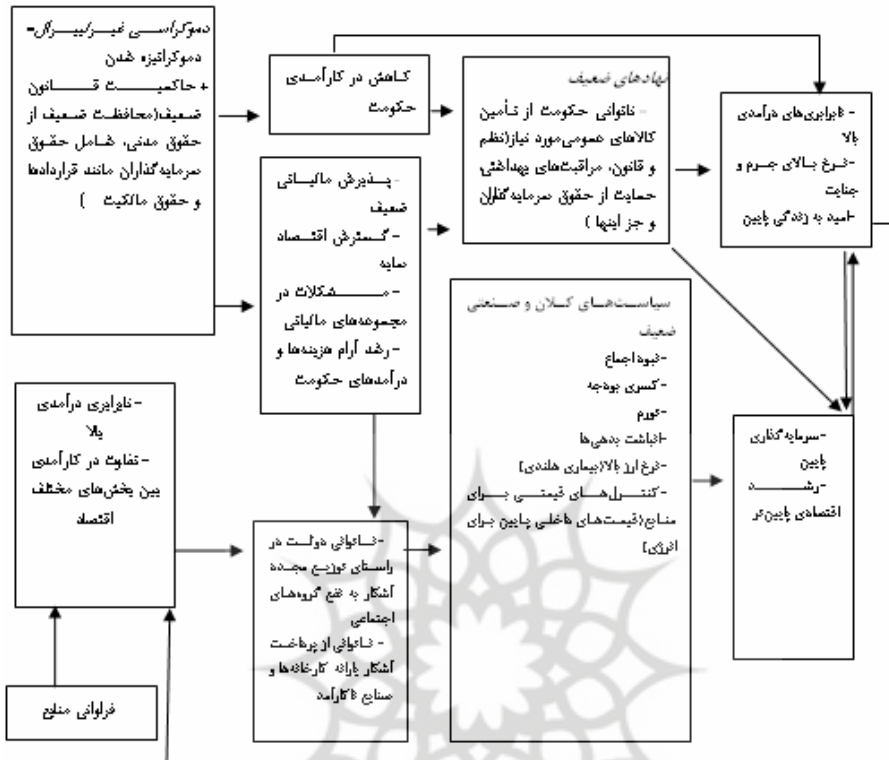 دموکراسی غیرلیبرال=
دموکراتیزه شدن
+ حاکمیت قانون
ضعیف(محافظت ضعیف از
حقوق مدنی، شامل حقوق
سرمایه‌گذاران مانند قراردادها
و حقوق مالکیت )
کاهش در کارآمدی
حکومت
نهادهای ضعیف
- ناتوانی حکومت از تأمین
کالاهای عمومی مورد نیاز(نظم
و قانون، مراقبت‌های بهداشتی،
حمایت از حقوق سرمایه‌گذاران
و جز اینها )
- نابرابری‌های درآمدی
بالا
-نرخ بالای جرم و
جنایت
-امید به زندگی پایین
-پذیرش مالیاتی
ضعیف
- گسترش اقتصاد
سایه
- مشکلات در
مجموعه‌های مالیاتی
- رشد آرام هزینه‌ها و
درآمدهای حکومت
سیاست‌های کلان و صنعتی
ضعیف
-نبود اجماع
-کسری بودجه
-تورم
-انباشت بدهی‌ها
-نرخ ارز بالا(بیماری هلندی)
-کنترل‌های قیمتی برای
منابع(قیمت‌های داخلی پایین برای
انرژی)
-سرمایه گذاری
پایین
-رشد
اقتصادی پایین‌تر
-نابرابری درآمدی
بالا
-تفاوت در کارآمدی
بین بخش‌های مختلف
اقتصاد
-ناتوانی دولت در
راستای توزیع مجدد
آشکار به نفع گروه‌های
اجتماعی
- ناتوانی از پرداخت
آشکار یارانه کارخانه‌ها و
صنایع ناکارآمد
فراوانی منابع